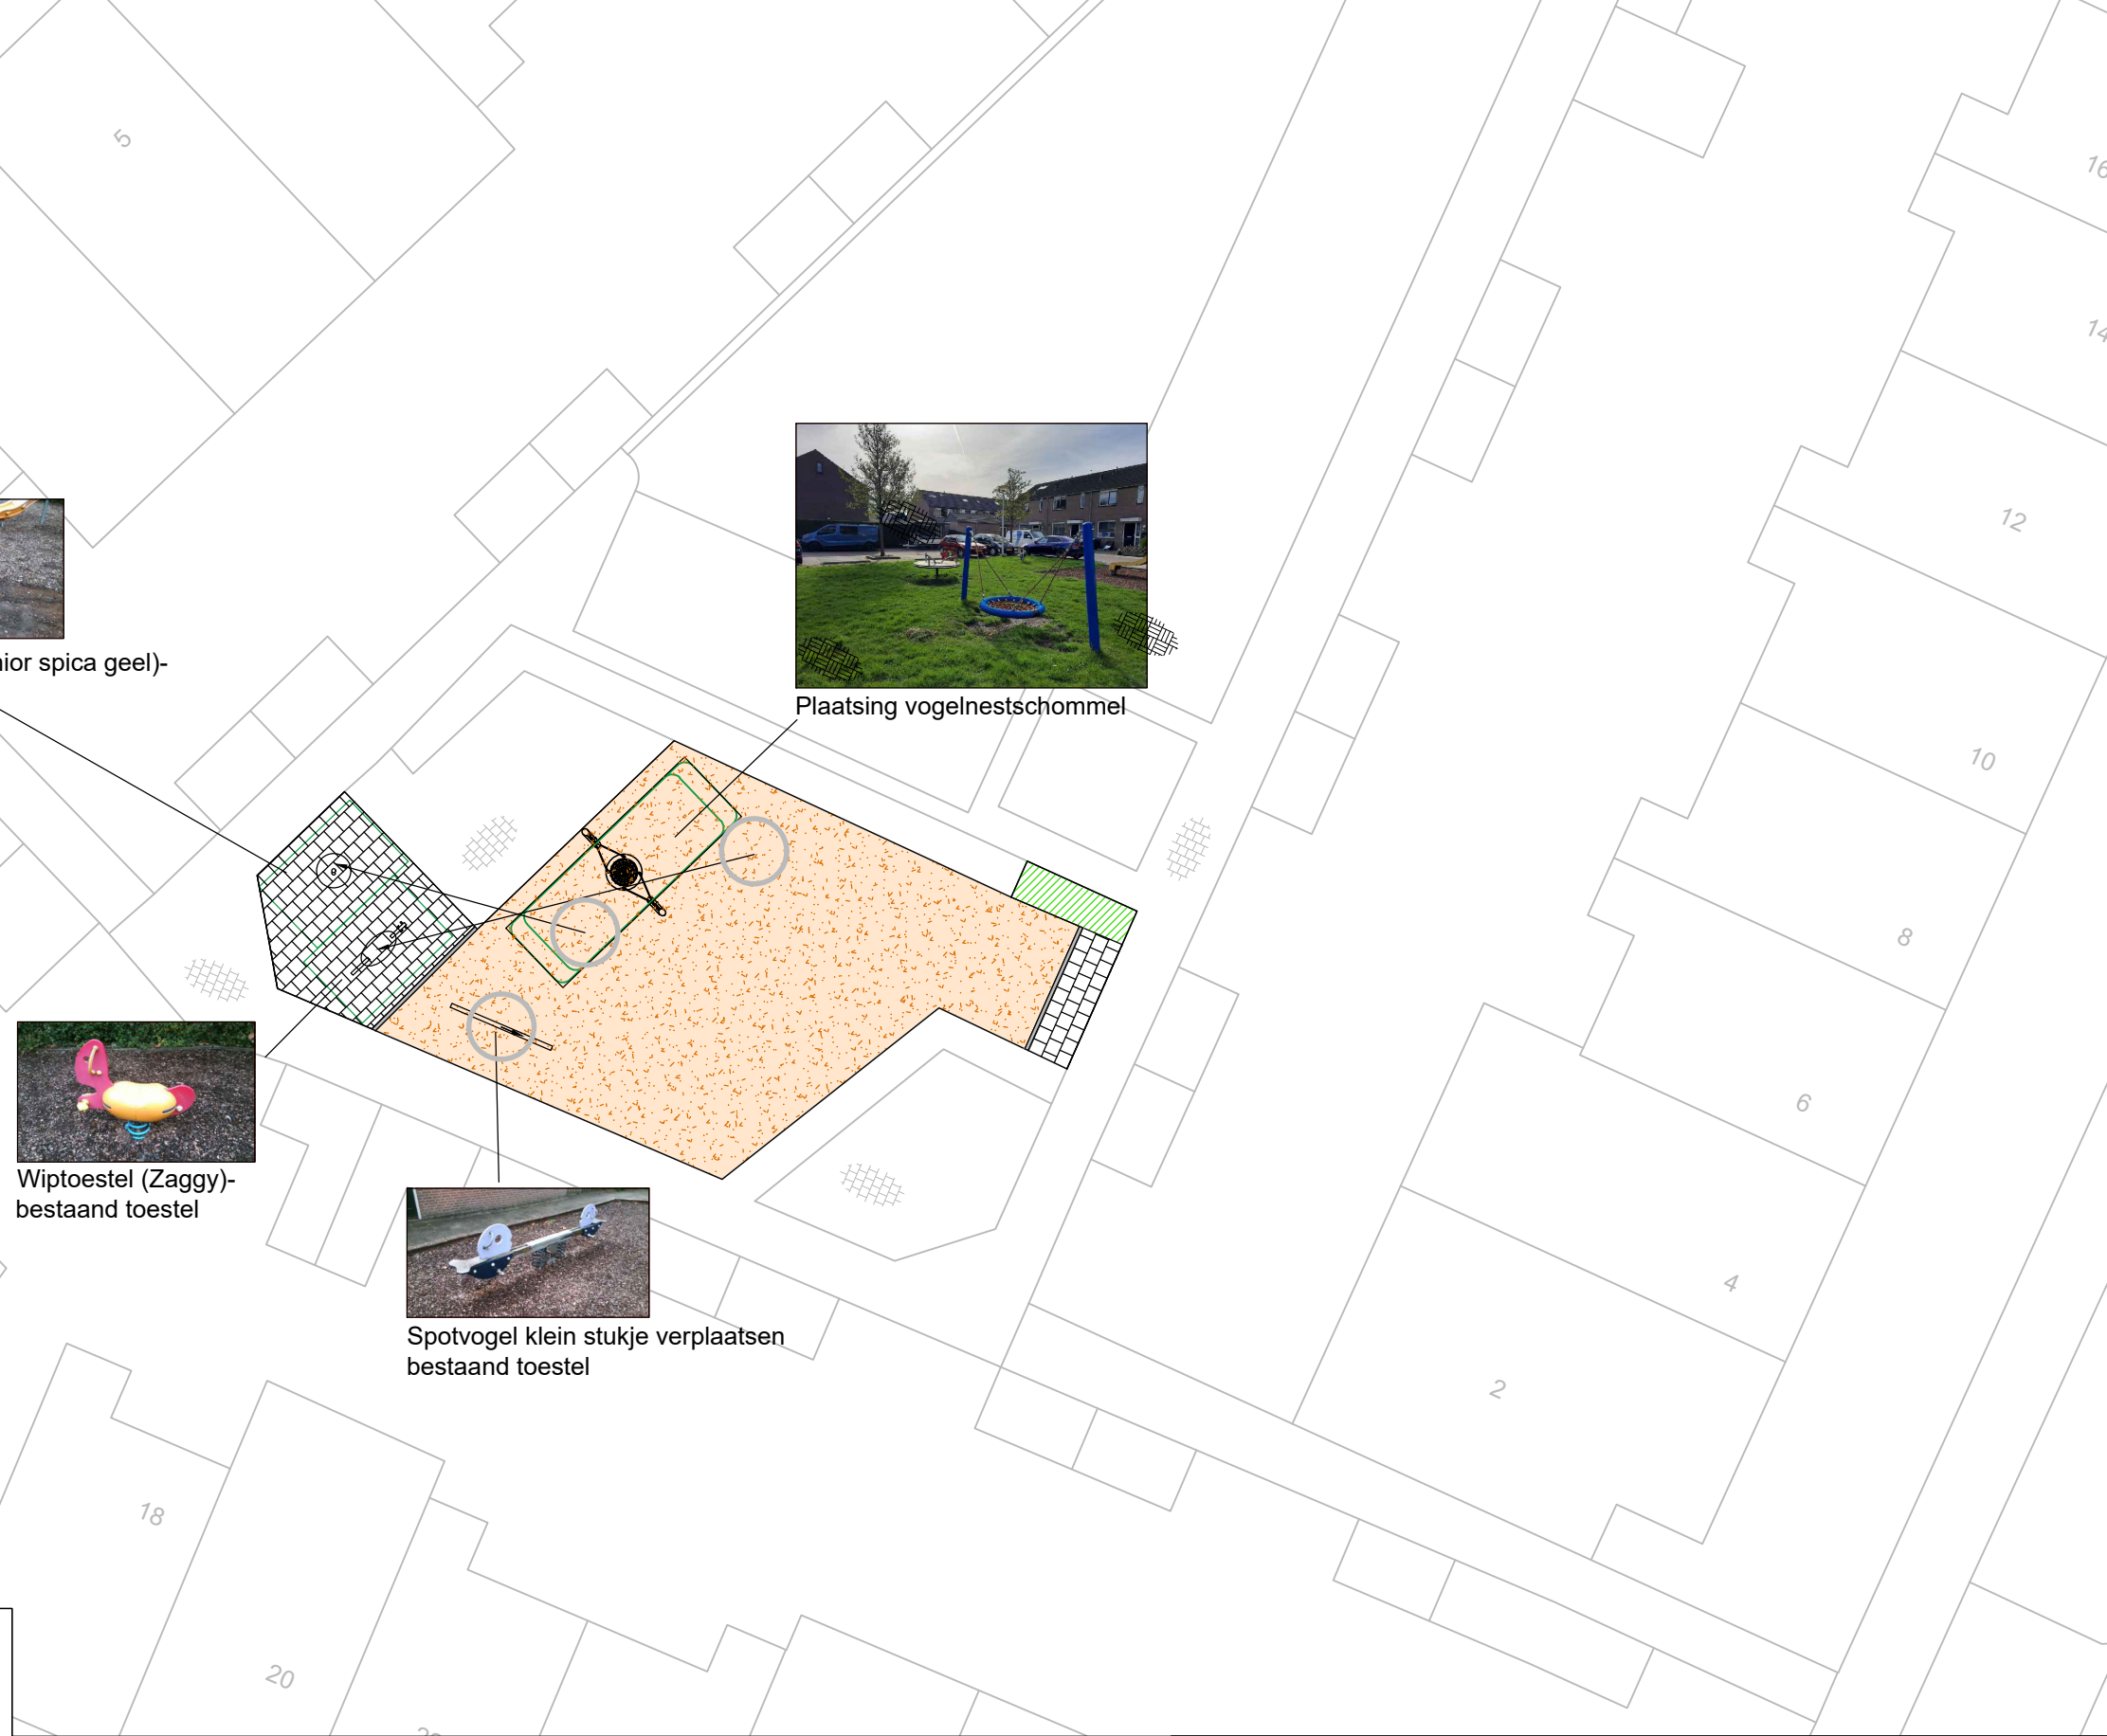 5
16
14
12
ior spica geel)-
Plaatsing vogelnestschommel
10
8
6
Wiptoestel (Zaggy)-
bestaand toestel
4
Spotvogel klein stukje verplaatsen
bestaand toestel
2
18
20